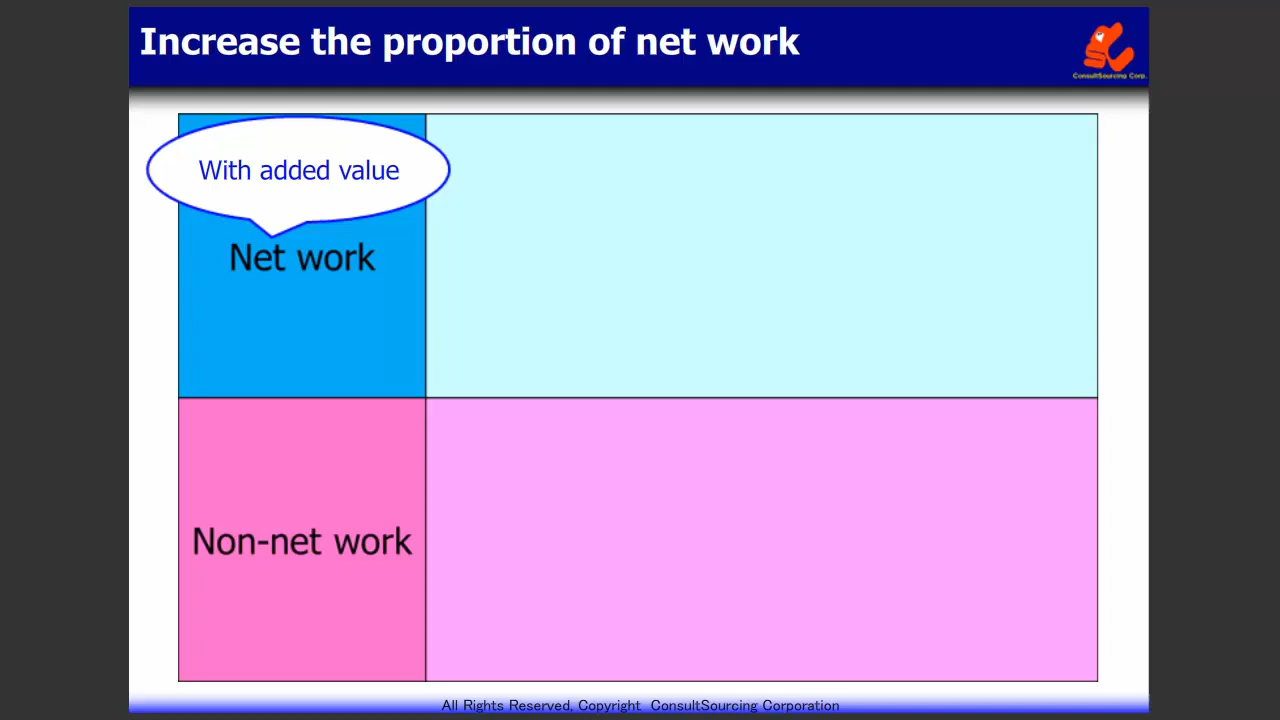 Increase the proportion of net work
ConsultSourcing Corp.
With added value
Net work
Non-net work
All Rights Reserved, Copyright ConsultSourcing Corporation